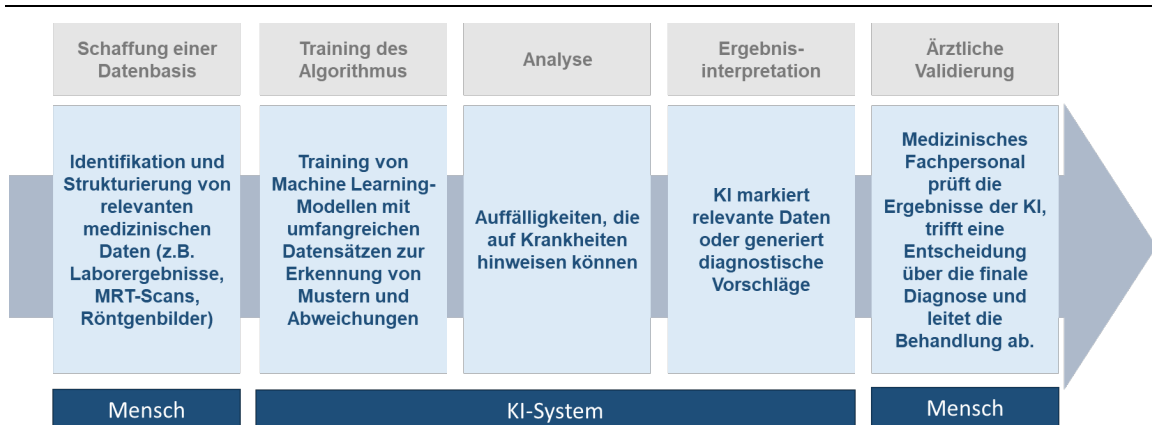 Schaffung einer
Datenbasis
Training des
Algorithmus
Analyse
Ergebnis-
interpretation
Ärztliche
Validierung
Identifikation und
Strukturierung von
relevanten
medizinischen
Daten (z.B.
Laborergebnisse,
MRT-Scans,
Röntgenbilder)
Training von
Machine Learning-
Modellen mit
umfangreichen
Datensätzen zur
Erkennung von
Mustern und
Abweichungen
Auffälligkeiten, die
auf Krankheiten
hinweisen können
KI markiert
relevante Daten
oder generiert
diagnostische
Vorschläge
Medizinisches
Fachpersonal
prüft die
Ergebnisse der KI,
trifft eine
Entscheidung
über die finale
Diagnose und
leitet die
Behandlung ab.
Mensch
KI-System
Mensch